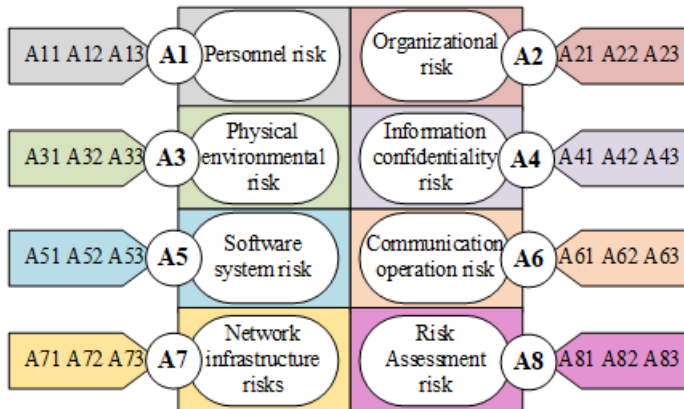 A11 A12 A13
A1
Personnel risk
Organizational
risk
A2
A21 A22 A23
A31 A32 A33
A3
Physical
environmental
risk
Information
confidentiality
risk
A4
A41 A42 A43
A51 A52 A53
A5
Software
system risk
Communication
operation risk
A6
A61 A62 A63
A71 A72 A73
A7
Network
infrastructure
risks
Risk
Assessment
risk
A8
A81 A82 A83